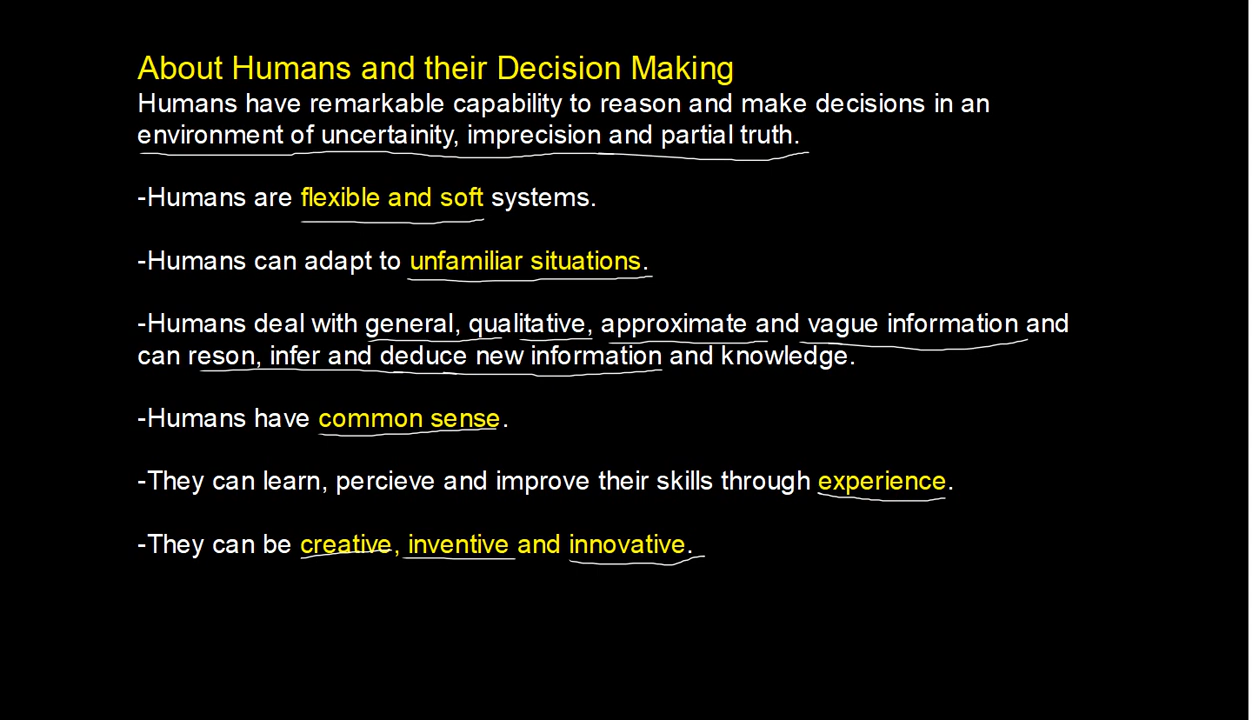 About Humans and their Decision Making
Humans have remarkable capability to reason and make decisions in an
environment of uncertainity, imprecision and partial truth.
-Humans are flexible and soft systems.
-Humans can adapt to unfamiliar situations.
-Humans deal with general, qualitative, approximate and vague information and
can reson, infer and deduce new information and knowledge.
-Humans have common sense.
-They can learn, percieve and improve their skills through experience.
-They can be creative, inventive and innovative.